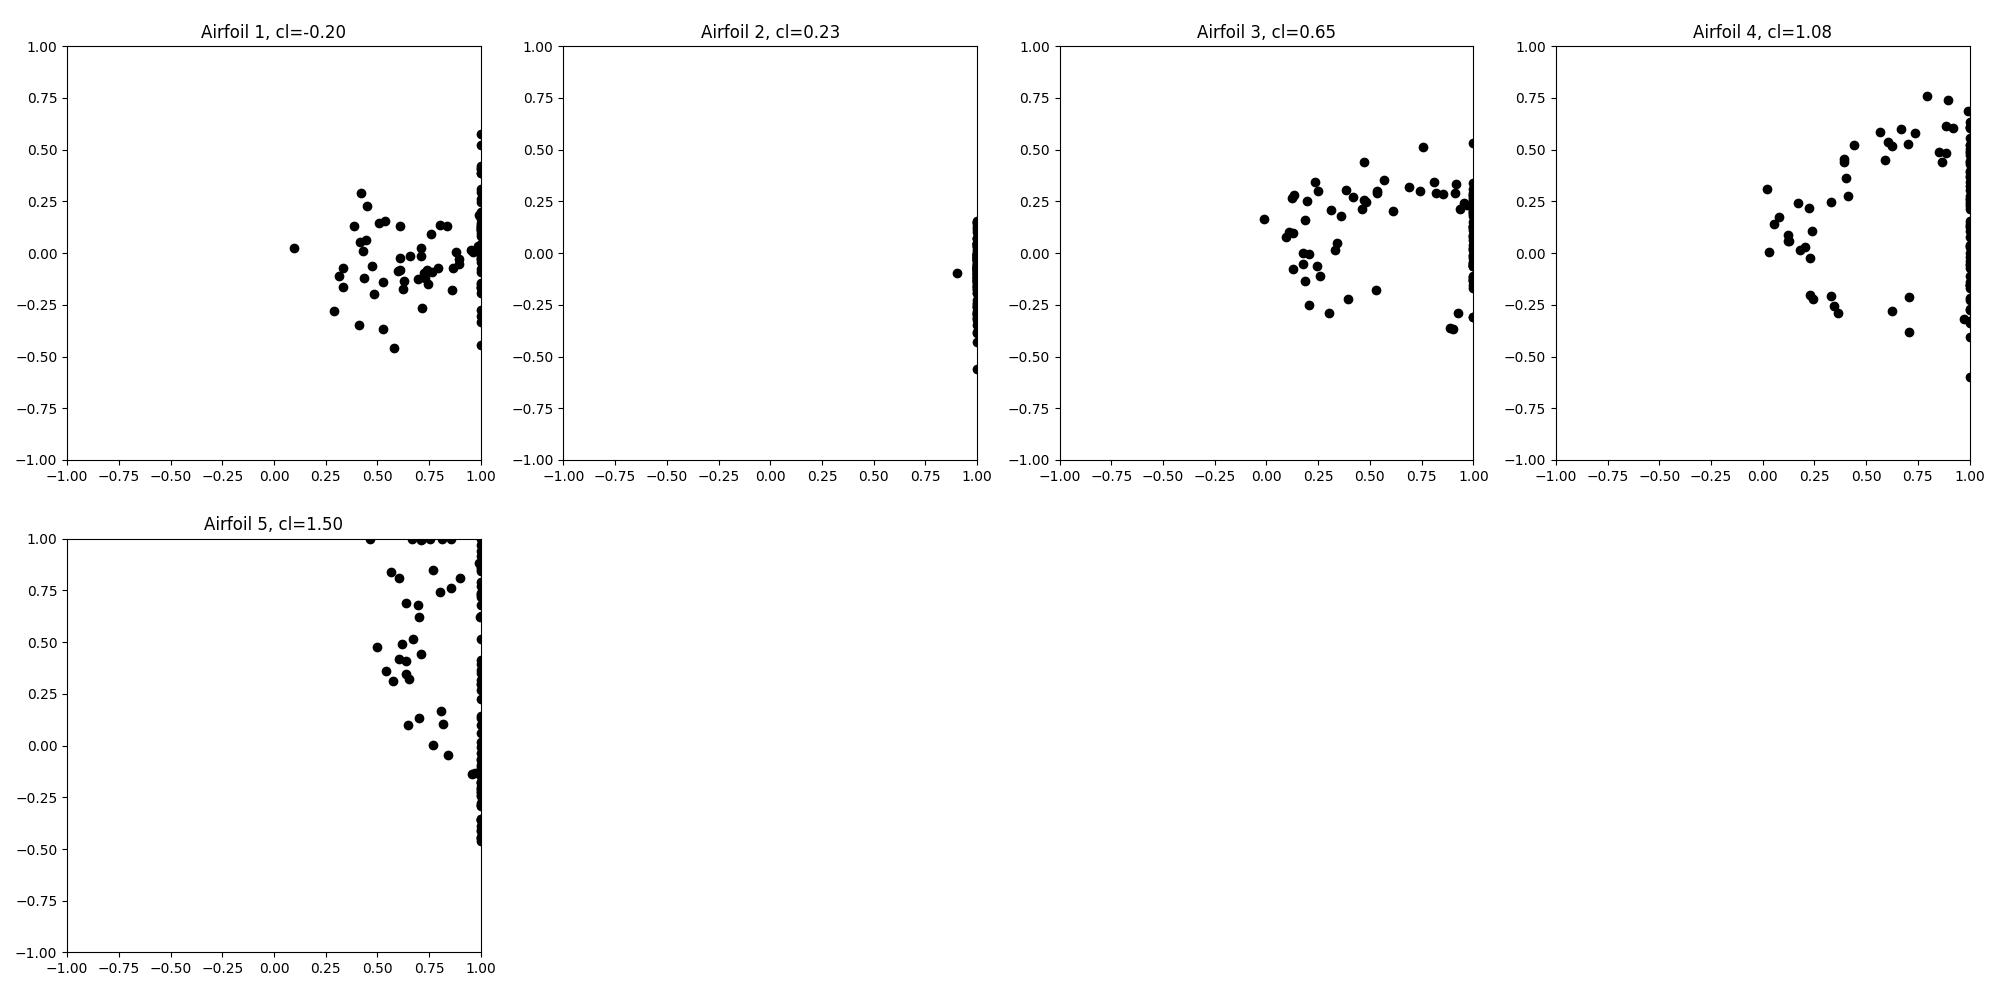 Airfoil 1, cl=-0.20
Airfoil 2, cl=0.23
Airfoil 3, cl=0.65
Airfoil 4, cl=1.08
1.00 1.00 1.00 1.00
0.75 0.75 0.75 0.75
0.50 0.50 0.50 0.50
0.25 0.25 0.25 0.25
0.00 0.00 0.00 0.00
−0.25 −0.25 −0.25 −0.25
−0.50 −0.50 −0.50 −0.50
−0.75 −0.75 −0.75 −0.75
−1.00 −1.00 −1.00 −1.00
−1.00 −0.75 −0.50 −0.25 0.00 0.25 0.50 0.75 1.00
−1.00 −0.75 −0.50 −0.25 0.00 0.25 0.50 0.75 1.00
−1.00 −0.75 −0.50 −0.25 0.00 0.25 0.50 0.75 1.00
−1.00 −0.75 −0.50 −0.25 0.00 0.25 0.50 0.75 1.00
Airfoil 5, cl=1.50
1.00
0.75
0.50
0.25
0.00
−0.25
−0.50
−0.75
−1.00
−1.00 −0.75 −0.50 −0.25 0.00 0.25 0.50 0.75 1.00